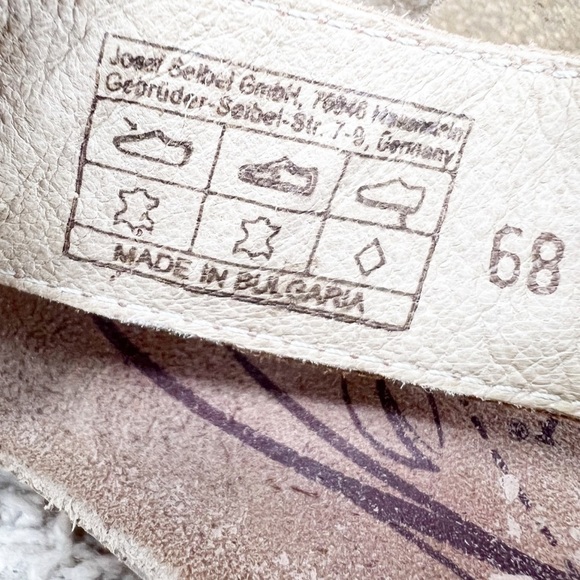 Josef Seibel GmbH, 76846 Hauenstein
Gebrüder-Seibel-Str. 7-9, Germany
MADE IN BULGARIA
68